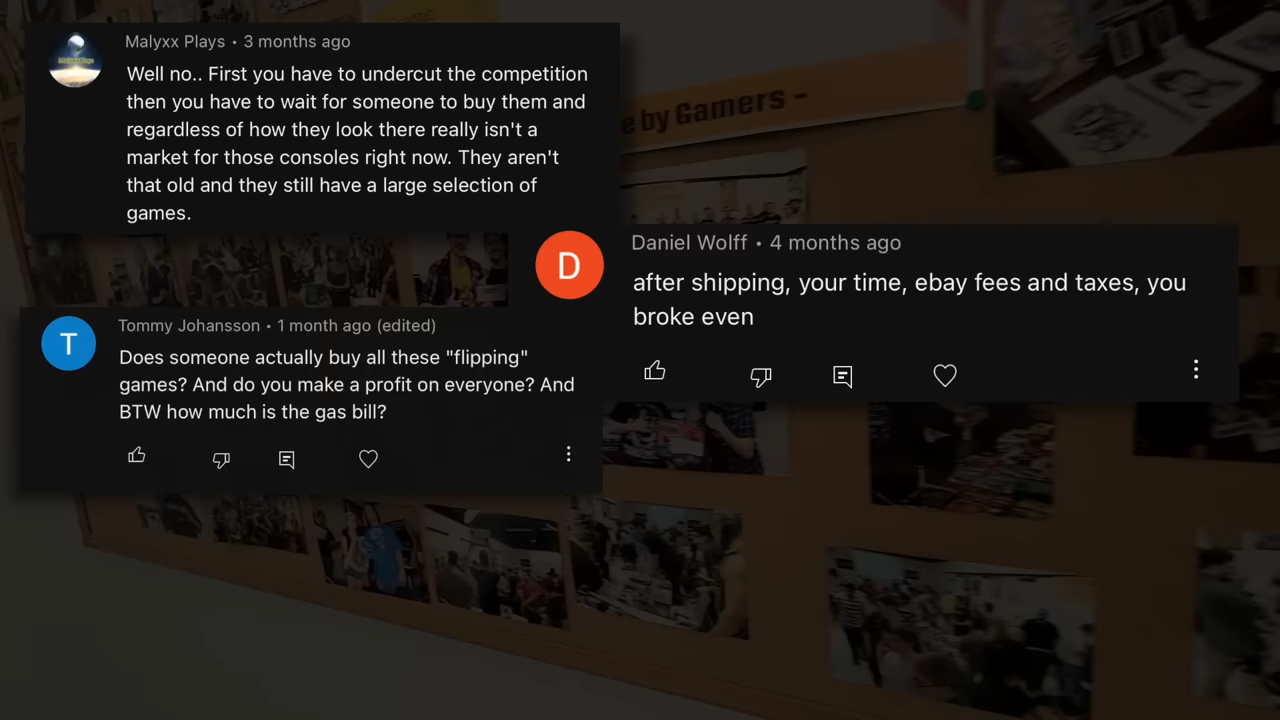 Malyxx Plays • 3 months ago
Well no.. First you have to undercut the competition
then you have to wait for someone to buy them and
regardless of how they look there really isn't a
market for those consoles right now. They aren't
that old and they still have a large selection of
games.
e by Gamers -
D
Daniel Wolff • 4 months ago
after shipping, your time, ebay fees and taxes, you
broke even
T
Tommy Johansson • 1 month ago (edited)
Does someone actually buy all these "flipping"
games? And do you make a profit on everyone? And
BTW how much is the gas bill?